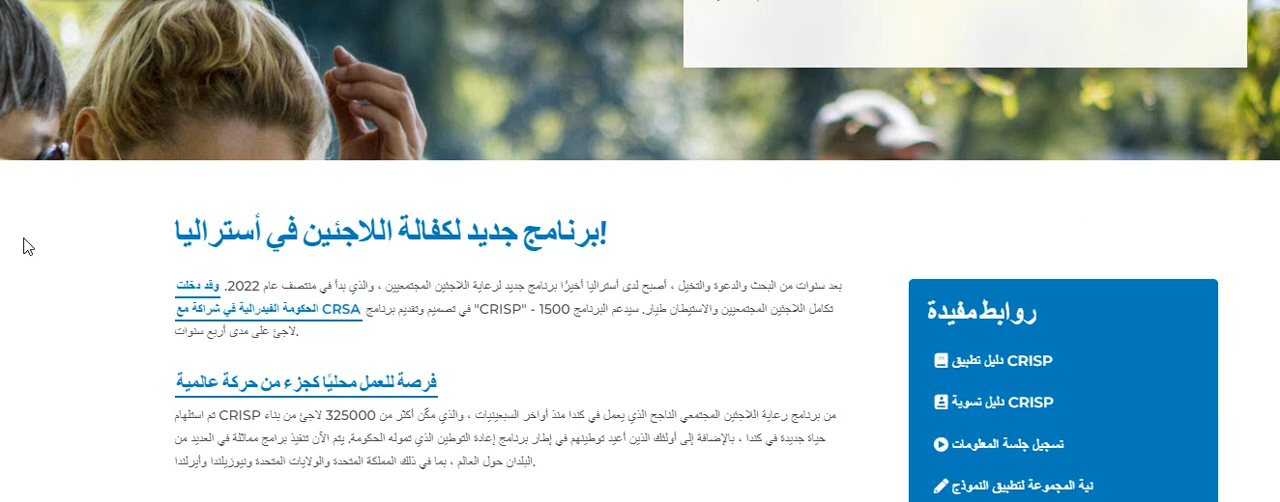 برنامج جديد لكفالة اللاجئين في أستراليا!
بعد سنوات من البحث والدعوة والتخيل ، أصبح لدى أستراليا أخيرًا برنامج جديد لرعاية اللاجئين المجتمعيين ، والذي بدأ في منتصف عام 2022. وقد دخلت
الحكومة الفيدرالية في شراكة مع CRSA في تصميم وتقديم برنامج "CRISP" - تكامل اللاجئين المجتمعيين والاستيطان طيار. سيدعم البرنامج 1500
لاجئ على مدى أربع سنوات.
فرصة للعمل محليًا كجزء من حركة عالمية
تم استلهام CRISP من برنامج رعاية اللاجئين المجتمعي الناجح الذي يعمل في كندا منذ أواخر السبعينيات ، والذي مكّن أكثر من 325000 لاجئ من بناء
حياة جديدة في كندا ، بالإضافة إلى أولئك الذين أعيد توطينهم في إطار برنامج إعادة التوطين الذي تموله الحكومة. يتم الآن تنفيذ برامج مماثلة في العديد من
البلدان حول العالم ، بما في ذلك المملكة المتحدة والولايات المتحدة ونيوزيلندا وأيرلندا.
روابط مفيدة
دليل تطبيق CRISP
دليل تسوية CRISP
تسجيل جلسة المعلومات
نية المجموعة لتطبيق النموذج